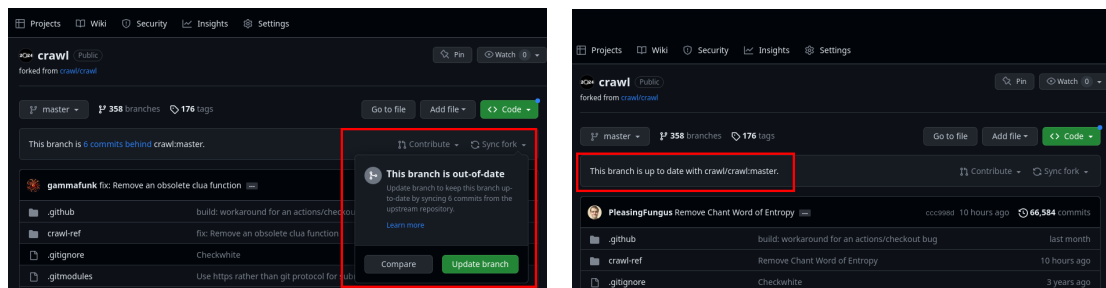 Projects Wiki Security Insights Settings
crawl Public
Pin Watch 0
forked from crawl/crawl
master 358 branches 176 tags
Go to file Add file Code
This branch is 6 commits behind crawl:master.
Contribute Sync fork
gammafunk fix: Remove an obsolete clua function
.github build: workaround for an actions/checkou
crawl-ref fix: Remove an obsolete clua function
.gitignore Checkwhite
.gitmodules Use https rather than git protocol for sub
This branch is out-of-date
Update branch to keep this branch up-
to-date by syncing 6 commits from the
upstream repository.
Learn more
Compare Update branch
Projects Wiki Security Insights Settings
crawl Public
Pin Watch 0
forked from crawl/crawl
master 358 branches 176 tags
Go to file Add file Code
This branch is up to date with crawl/crawl:master.
Contribute Sync fork
PleasingFungus Remove Chant Word of Entropy
10 hours ago 66,584 commits
.github build: workaround for an actions/checkout bug last month
crawl-ref Remove Chant Word of Entropy 10 hours ago
.gitignore Checkwhite 3 years ago